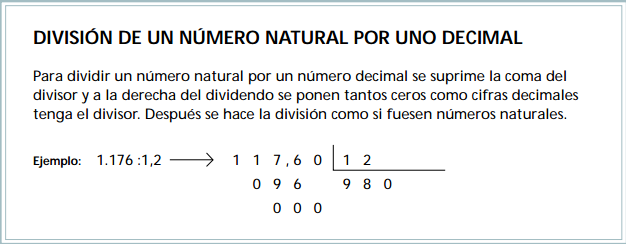 DIVISIÓN DE UN NÚMERO NATURAL POR UNO DECIMAL
Para dividir un número natural por un número decimal se suprime la coma del
divisor y a la derecha del dividendo se ponen tantos ceros como cifras decimales
tenga el divisor. Después se hace la división como si fuesen números naturales.
Ejemplo: 1.176 :1,2 → 1 1 7,6 0 1 2
0 9 6 9 8 0
0 0 0